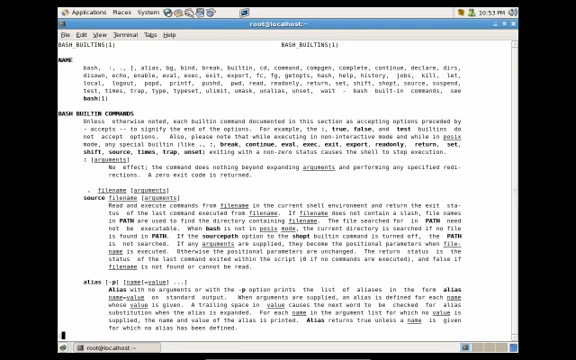 Applications Places System
10:53 PM
root@localhost:~
File Edit View Terminal Tabs Help
BASH_BUILTINS(1) BASH_BUILTINS(1)
NAME
bash, :, ., [, alias, bg, bind, break, builtin, cd, command, compgen, complete, continue, declare, dirs,
disown, echo, enable, eval, exec, exit, export, fc, fg, getopts, hash, help, history, jobs, kill, let,
local, logout, popd, printf, pushd, pwd, read, readonly, return, set, shift, shopt, source, suspend,
test, times, trap, type, typeset, ulimit, umask, unalias, unset, wait - bash built-in commands, see
bash(1)
BASH BUILTIN COMMANDS
Unless otherwise noted, each builtin command documented in this section as accepting options preceded by
- accepts -- to signify the end of the options. For example, the :, true, false, and test builtins do
not accept options. Also, please note that while executing in non-interactive mode and while in posix
mode, any special builtin (like ., :, break, continue, eval, exec, exit, export, readonly, return, set,
shift, source, times, trap, unset) exiting with a non-zero status causes the shell to stop execution.
: [arguments]
No effect; the command does nothing beyond expanding arguments and performing any specified redi-
rections. A zero exit code is returned.
. filename [arguments]
source filename [arguments]
Read and execute commands from filename in the current shell environment and return the exit sta-
tus of the last command executed from filename. If filename does not contain a slash, file names
in PATH are used to find the directory containing filename. The file searched for in PATH need
not be executable. When bash is not in posix mode, the current directory is searched if no file
is found in PATH. If the sourcepath option to the shopt builtin command is turned off, the PATH
is not searched. If any arguments are supplied, they become the positional parameters when file-
name is executed. Otherwise the positional parameters are unchanged. The return status is the
status of the last command exited within the script (0 if no commands are executed), and false if
filename is not found or cannot be read.
alias [-p] [name[=value] ...]
Alias with no arguments or with the -p option prints the list of aliases in the form alias
name=value on standard output. When arguments are supplied, an alias is defined for each name
whose value is given. A trailing space in value causes the next word to be checked for alias
substitution when the alias is expanded. For each name in the argument list for which no value is
supplied, the name and value of the alias is printed. Alias returns true unless a name is given
for which no alias has been defined.
:
root@localhost:~